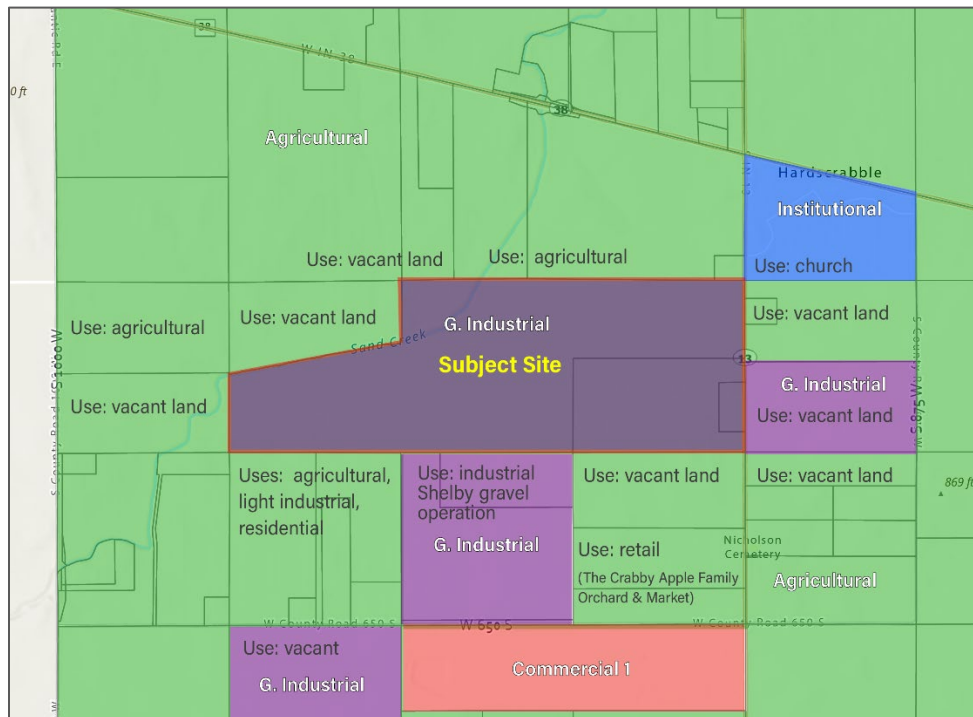 38
W IN 38
0 ft
38
Agricultural
Hardscrabble
Institutional
Use: vacant land
Use: agricultural
Use: church
Use: agricultural
Use: vacant land
G. Industrial
Use: vacant land
Sand Creek
Subject Site
13
G. Industrial
Use: vacant land
Use: vacant land
Uses: agricultural,
light industrial,
residential
Use: industrial
Shelby gravel
operation
G. Industrial
Use: vacant land
Use: vacant land
869 ft
Use: retail
(The Crabby Apple Family
Orchard & Market)
Nicholson
Cemetery
Agricultural
W County Road 650 S
W 650 S
W County Road 650 S
Use: vacant
G. Industrial
Commercial 1
W